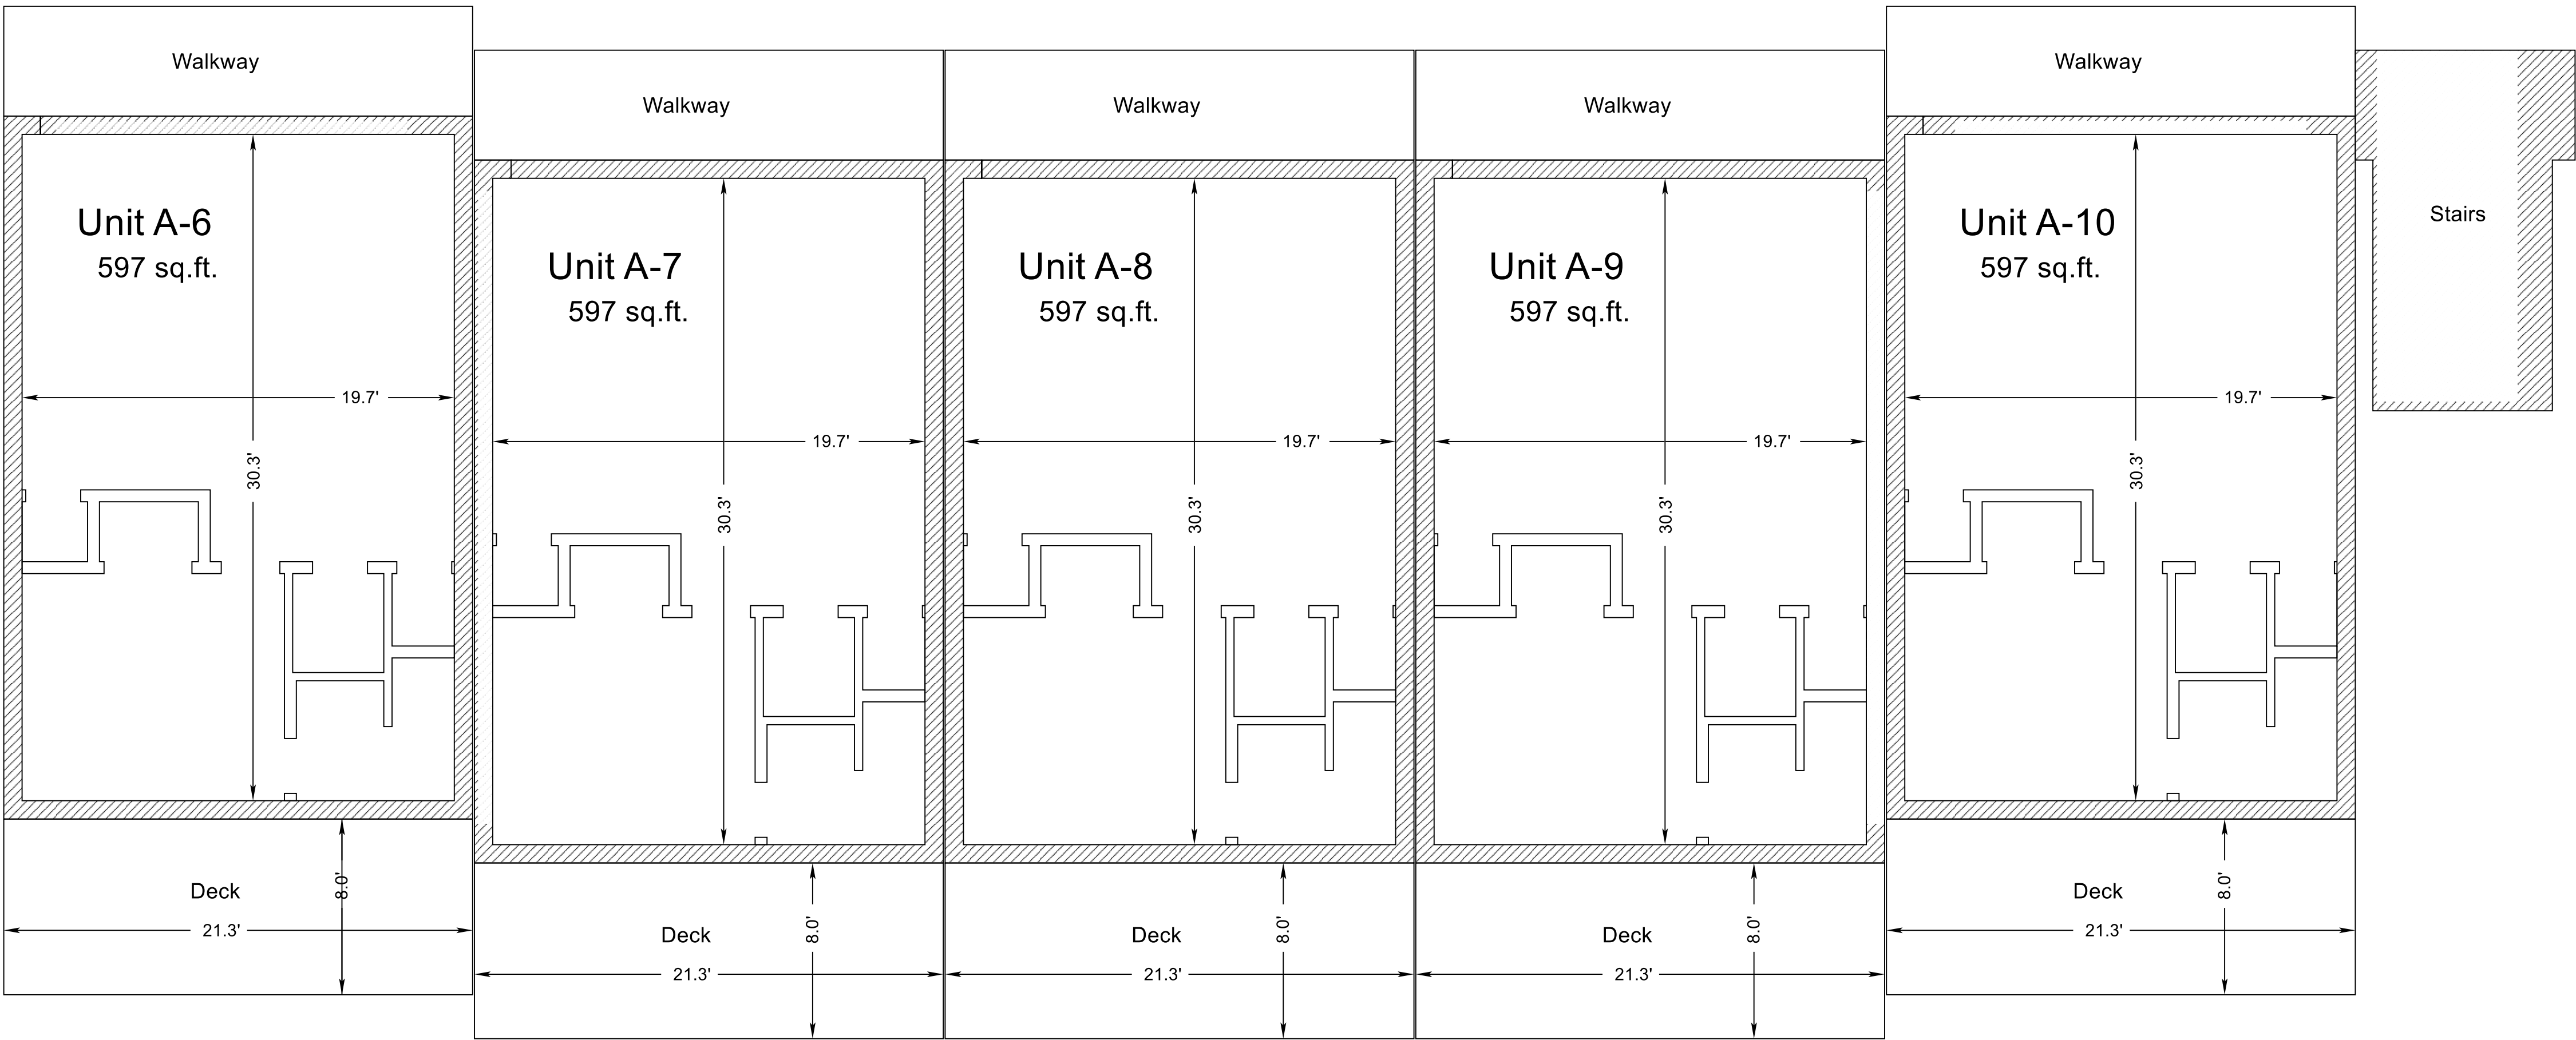 Walkway
Unit A-6
597 sq.ft.
19.7'
30.3'
Deck
8.0'
21.3'
Walkway
Unit A-7
597 sq.ft.
19.7'
30.3'
Deck
8.0'
21.3'
Walkway
Unit A-8
597 sq.ft.
19.7'
30.3'
Deck
8.0'
21.3'
Walkway
Unit A-9
597 sq.ft.
19.7'
30.3'
Deck
8.0'
21.3'
Walkway
Unit A-10
597 sq.ft.
19.7'
30.3'
Deck
8.0'
21.3'
Stairs